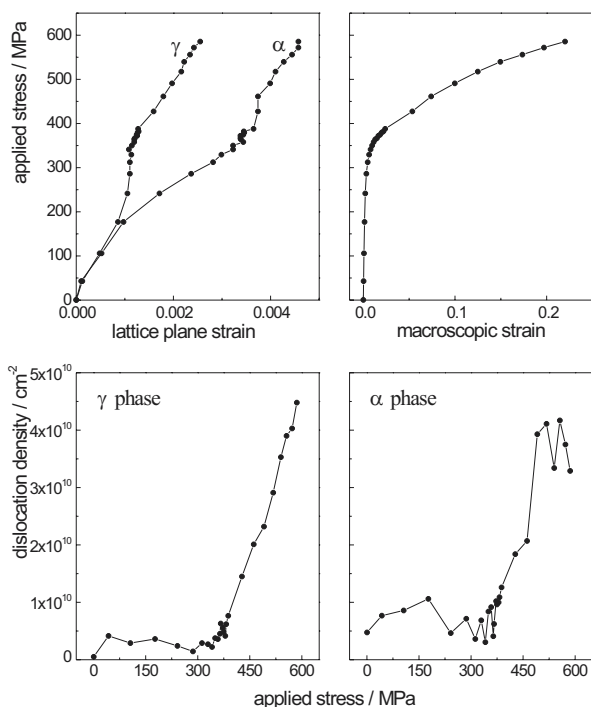 applied stress / MPa
600
500
400
300
200
100
0
γ
α
0.000 0.002 0.004
lattice plane strain
0.0 0.1 0.2
macroscopic strain
dislocation density / cm⁻²
5x10¹⁰
4x10¹⁰
3x10¹⁰
2x10¹⁰
1x10¹⁰
0
γ phase
α phase
0 150 300 450 600
0 150 300 450 600
applied stress / MPa